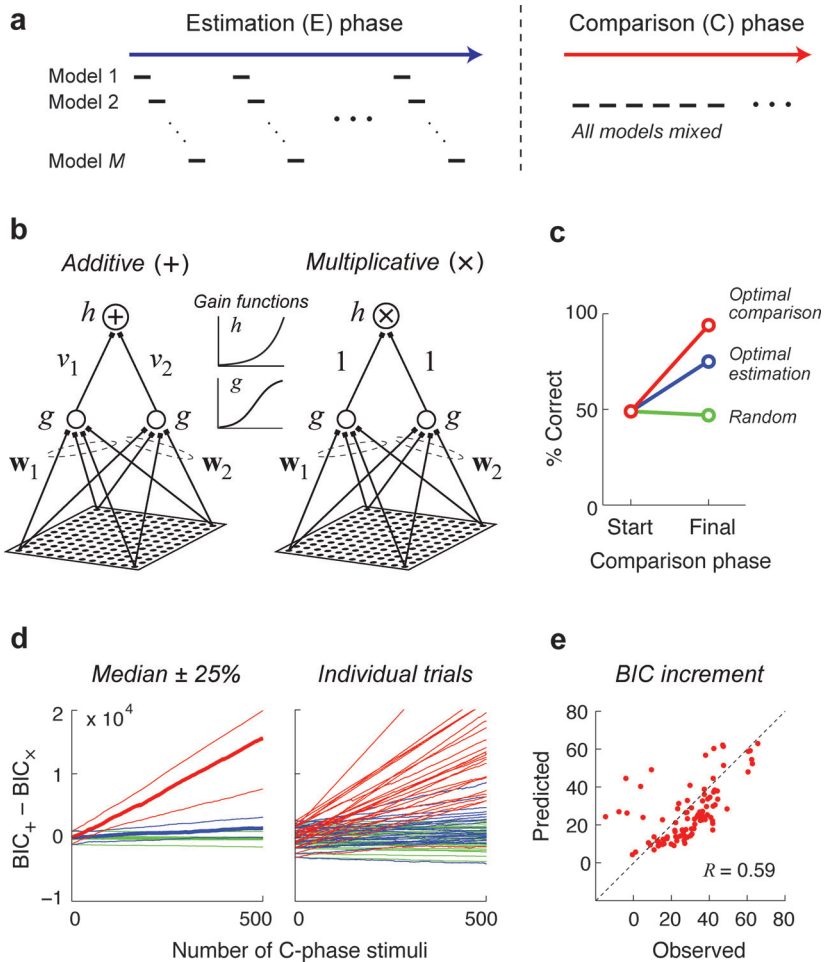 a
Estimation (E) phase
Comparison (C) phase
Model 1
Model 2
Model M
All models mixed
b
Additive (+)
Multiplicative (×)
Gain functions
h
+
h
×
h
v1
v2
1
1
g
g
g
g
g
w1
w2
w1
w2
c
Optimal
comparison
Optimal
estimation
Random
100
50
0
% Correct
Start
Final
Comparison phase
d
Median ± 25%
Individual trials
x 10^4
2
1
0
−1
BIC+ − BIC×
0
500
0
500
Number of C-phase stimuli
e
BIC increment
80
60
40
20
0
Predicted
R = 0.59
0
20
40
60
80
Observed